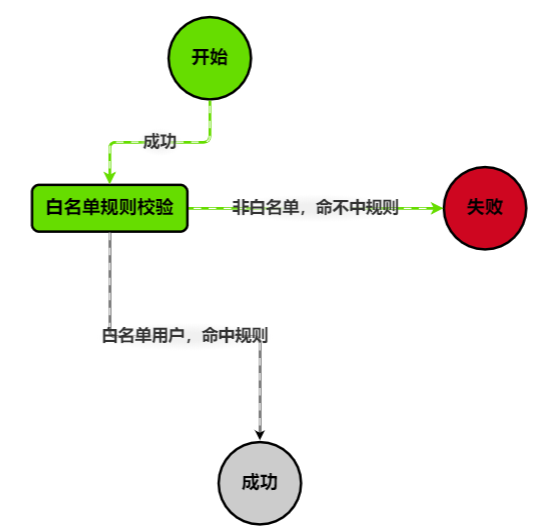 开始
成功
白名单规则校验
非白名单，命不中规则
失败
白名单用户，命中规则
成功